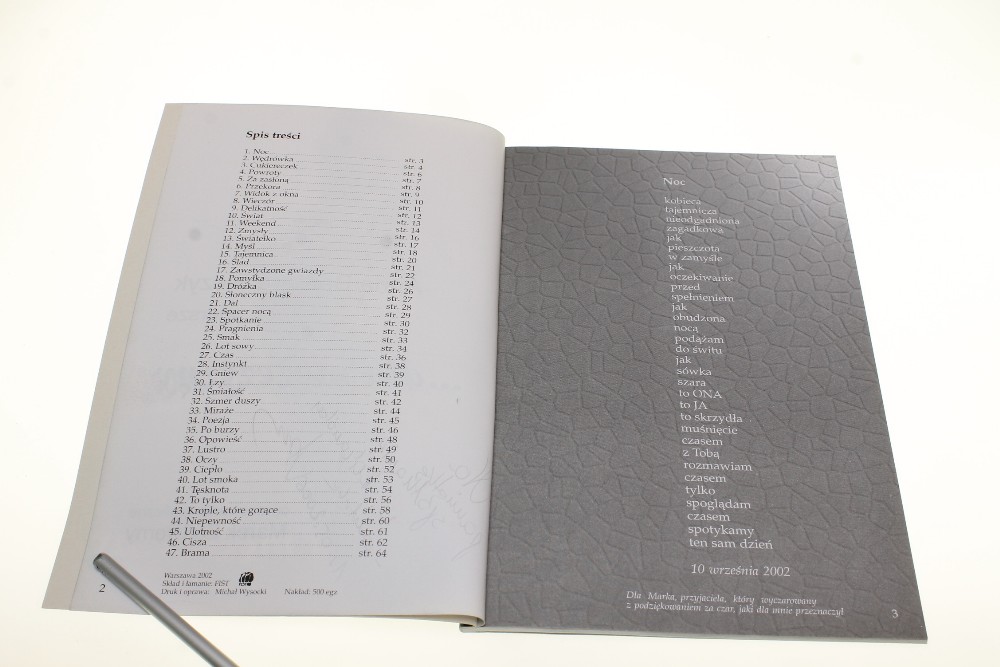 Spis treści
1. Noc str. 3
2. Wędrówka str. 4
3. Cukiereczek str. 6
4. Powroty str. 7
5. Za zasłoną str. 8
6. Przekora str. 9
7. Widok z okna str. 10
8. Wieczór str. 11
9. Delikatność str. 12
10. Świat str. 13
11. Weekend str. 14
12. Zmysły str. 16
13. Światełko str. 17
14. Myśl str. 18
15. Tajemnica str. 20
16. Ślad str. 21
17. Zawstydzone gwiazdy str. 22
18. Pomyłka str. 24
19. Dróżka str. 26
20. Słoneczny blask str. 27
21. Dal str. 28
22. Spacer nocą str. 29
23. Spotkanie str. 30
24. Pragnienia str. 32
25. Smak str. 33
26. Lot sowy str. 34
27. Czas str. 36
28. Instynkt str. 38
29. Gniew str. 39
30. Łzy str. 40
31. Śmiałość str. 41
32. Szmer duszy str. 42
33. Miraże str. 44
34. Poezja str. 45
35. Po burzy str. 46
36. Opowieść str. 48
37. Lustro str. 49
38. Oczy str. 50
39. Ciepło str. 52
40. Lot smoka str. 53
41. Tęsknota str. 54
42. To tylko str. 56
43. Krople, które gorące str. 58
44. Niepewność str. 60
45. Ulotność str. 61
46. Cisza str. 62
47. Brama str. 64
Warszawa 2002
Skład i łamanie: FIST
Druk i oprawa: Michał Wysocki Nakład: 500 egz
2
Noc
kobieca
tajemnicza
nieodgadniona
zagadkowa
jak
pieszczota
w zamyśle
jak
oczekiwanie
przed
spełnieniem
jak
obudzona
nocą
podążam
do świtu
jak
sówka
szara
to ONA
to JA
to skrzydła
muśnięcie
czasem
z Tobą
rozmawiam
czasem
tylko
spoglądam
czasem
spotykamy
ten sam dzień
10 września 2002
Dla Marka, przyjaciela, który wyczarowany
z podziękowaniem za czar, jaki dla mnie przeznaczył
3